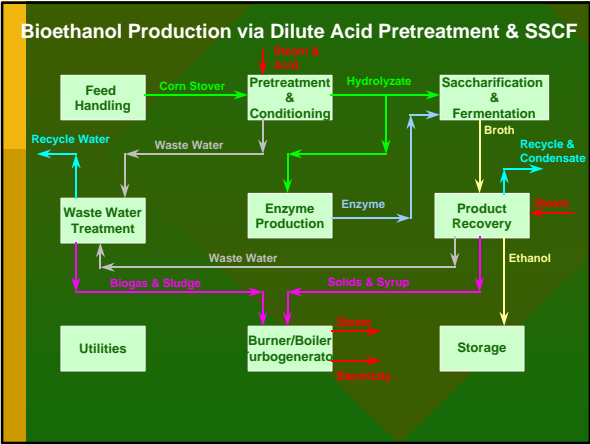 Bioethanol Production via Dilute Acid Pretreatment & SSCF
Steam &
Acid
Feed
Handling
Corn Stover
Pretreatment
&
Conditioning
Hydrolyzate
Saccharification
&
Fermentation
Recycle Water
Waste Water
Broth
Recycle &
Condensate
Waste Water
Treatment
Enzyme
Production
Enzyme
Product
Recovery
Steam
Waste Water
Ethanol
Biogas & Sludge
Solids & Syrup
Utilities
Burner/Boiler
Turbogenerator
Steam
Electricity
Storage